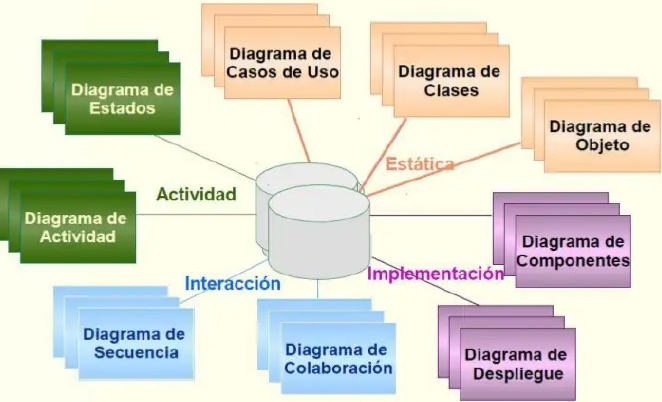 Diagrama de
Casos de Uso
Diagrama de
Clases
Diagrama de
Estados
Diagrama de
Objeto
Estática
Actividad
Diagrama de
Actividad
Diagrama de
Componentes
Interacción
Implementación
Diagrama de
Secuencia
Diagrama de
Colaboración
Diagrama de
Despliegue